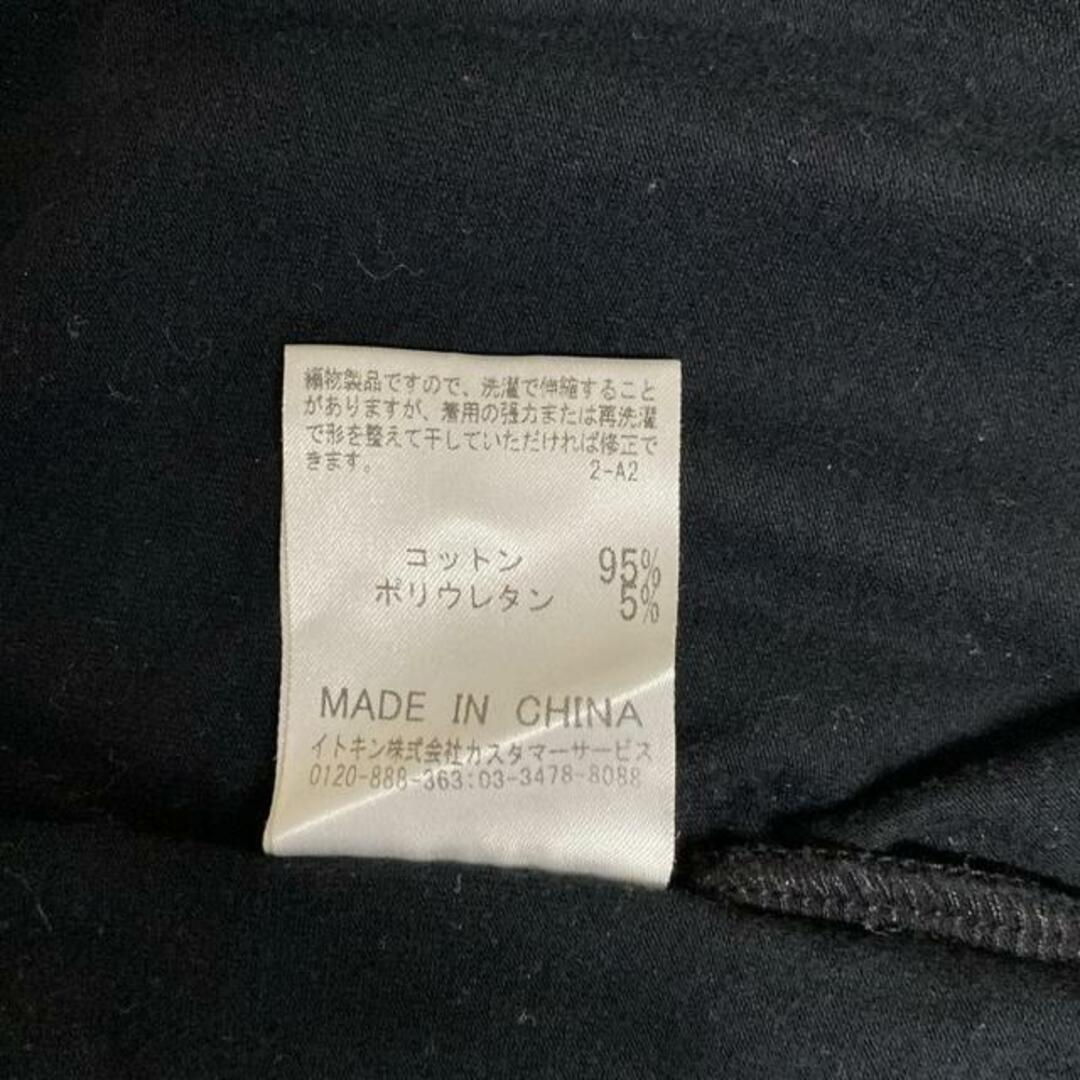 編物製品ですので、洗濯で伸縮すること
がありますが、着用の張力または再洗濯
で形を整えて干していただければ修正で
きます。 2-A2
コットン 95%
ポリウレタン 5%
MADE IN CHINA
イトキン株式会社カスタマーサービス
0120-888-363:03-3478-8088